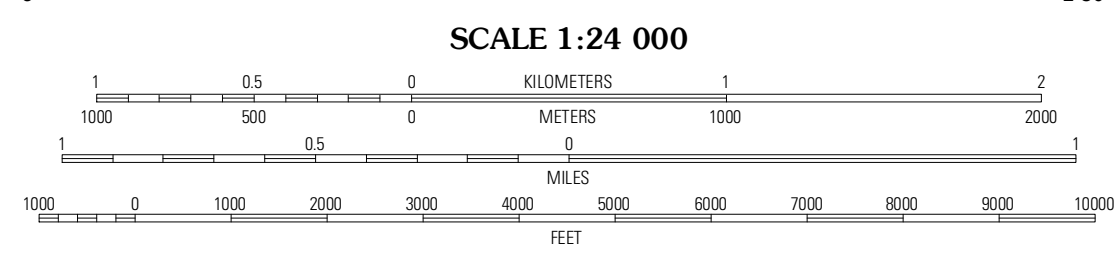 SCALE 1:24 000
1 0.5 0 KILOMETERS 1 2
1000 500 0 METERS 1000 2000
1 0.5 0 1
MILES
1000 0 1000 2000 3000 4000 5000 6000 7000 8000 9000 10000
FEET